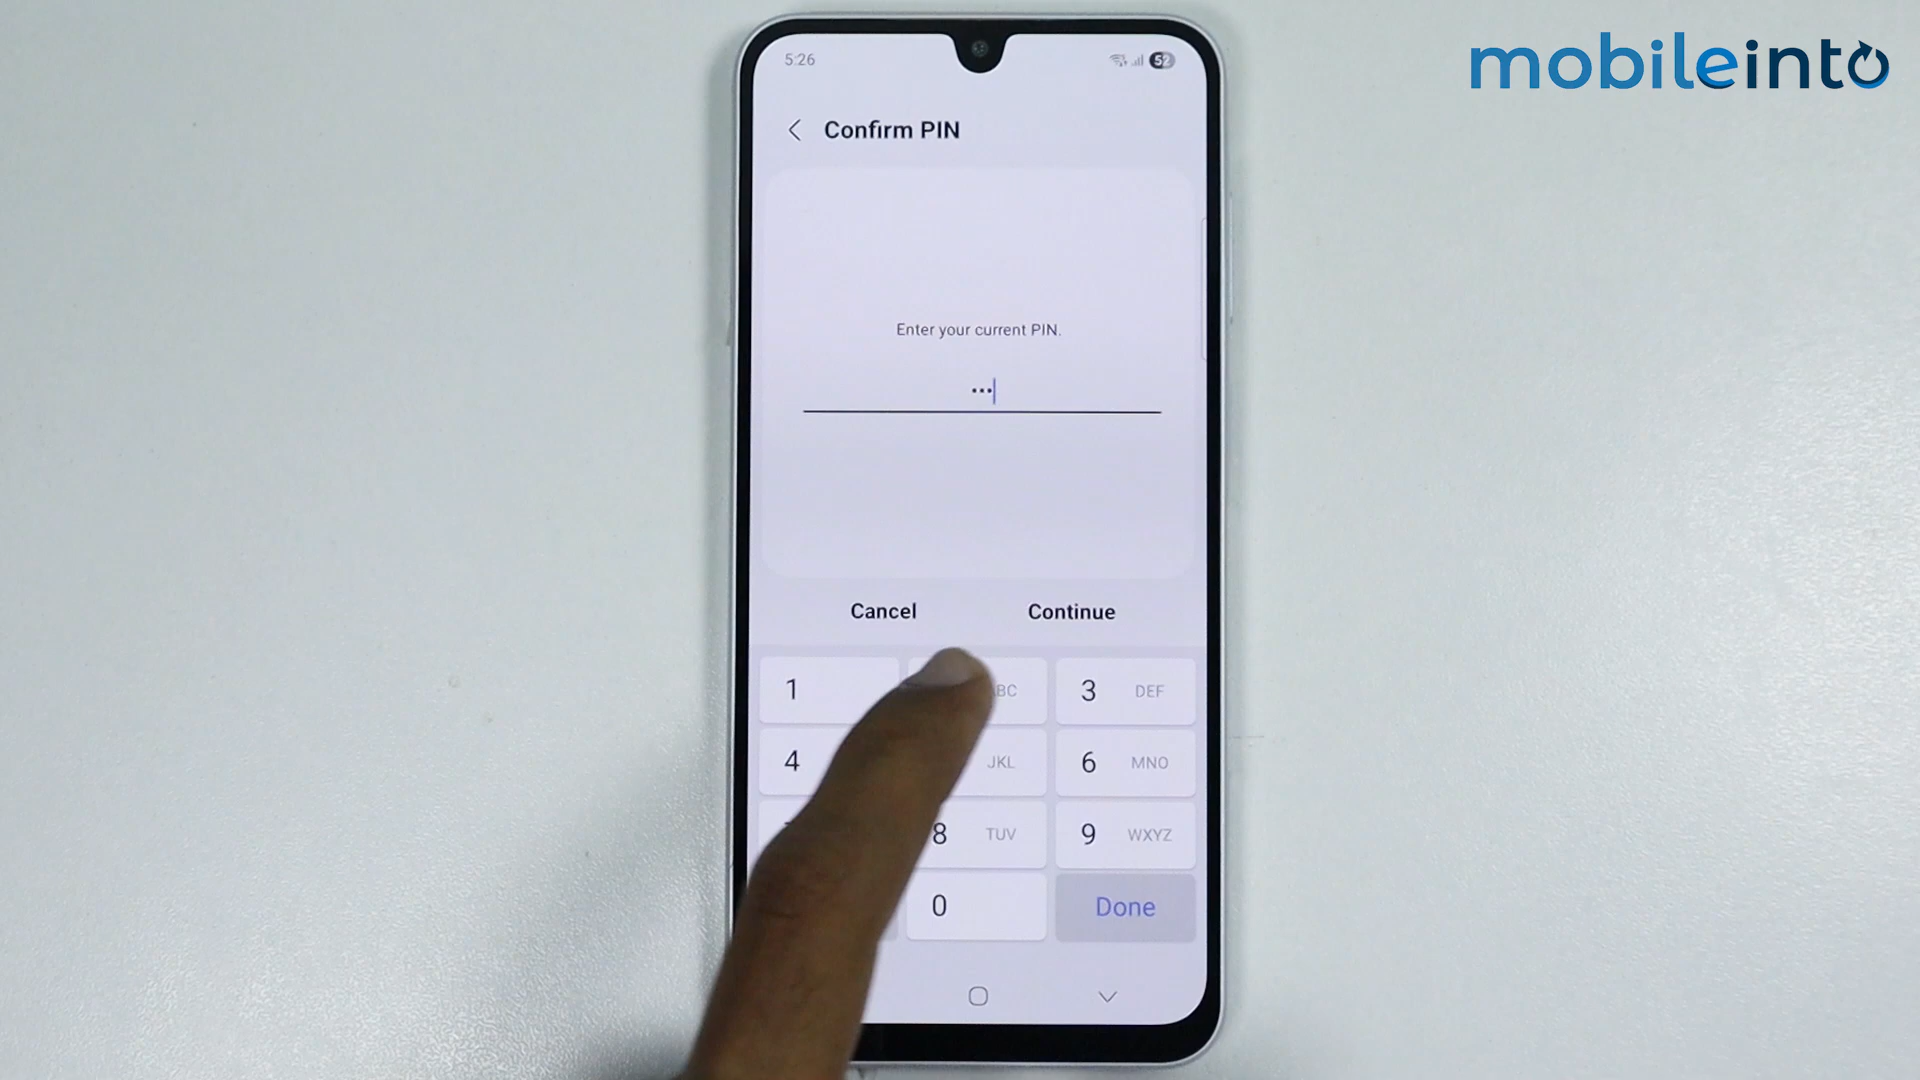 mobileinto
5:26
52
Confirm PIN
Enter your current PIN.
Cancel Continue
1 3 DEF
4 JKL 6 MNO
8 TUV 9 WXYZ
0 Done